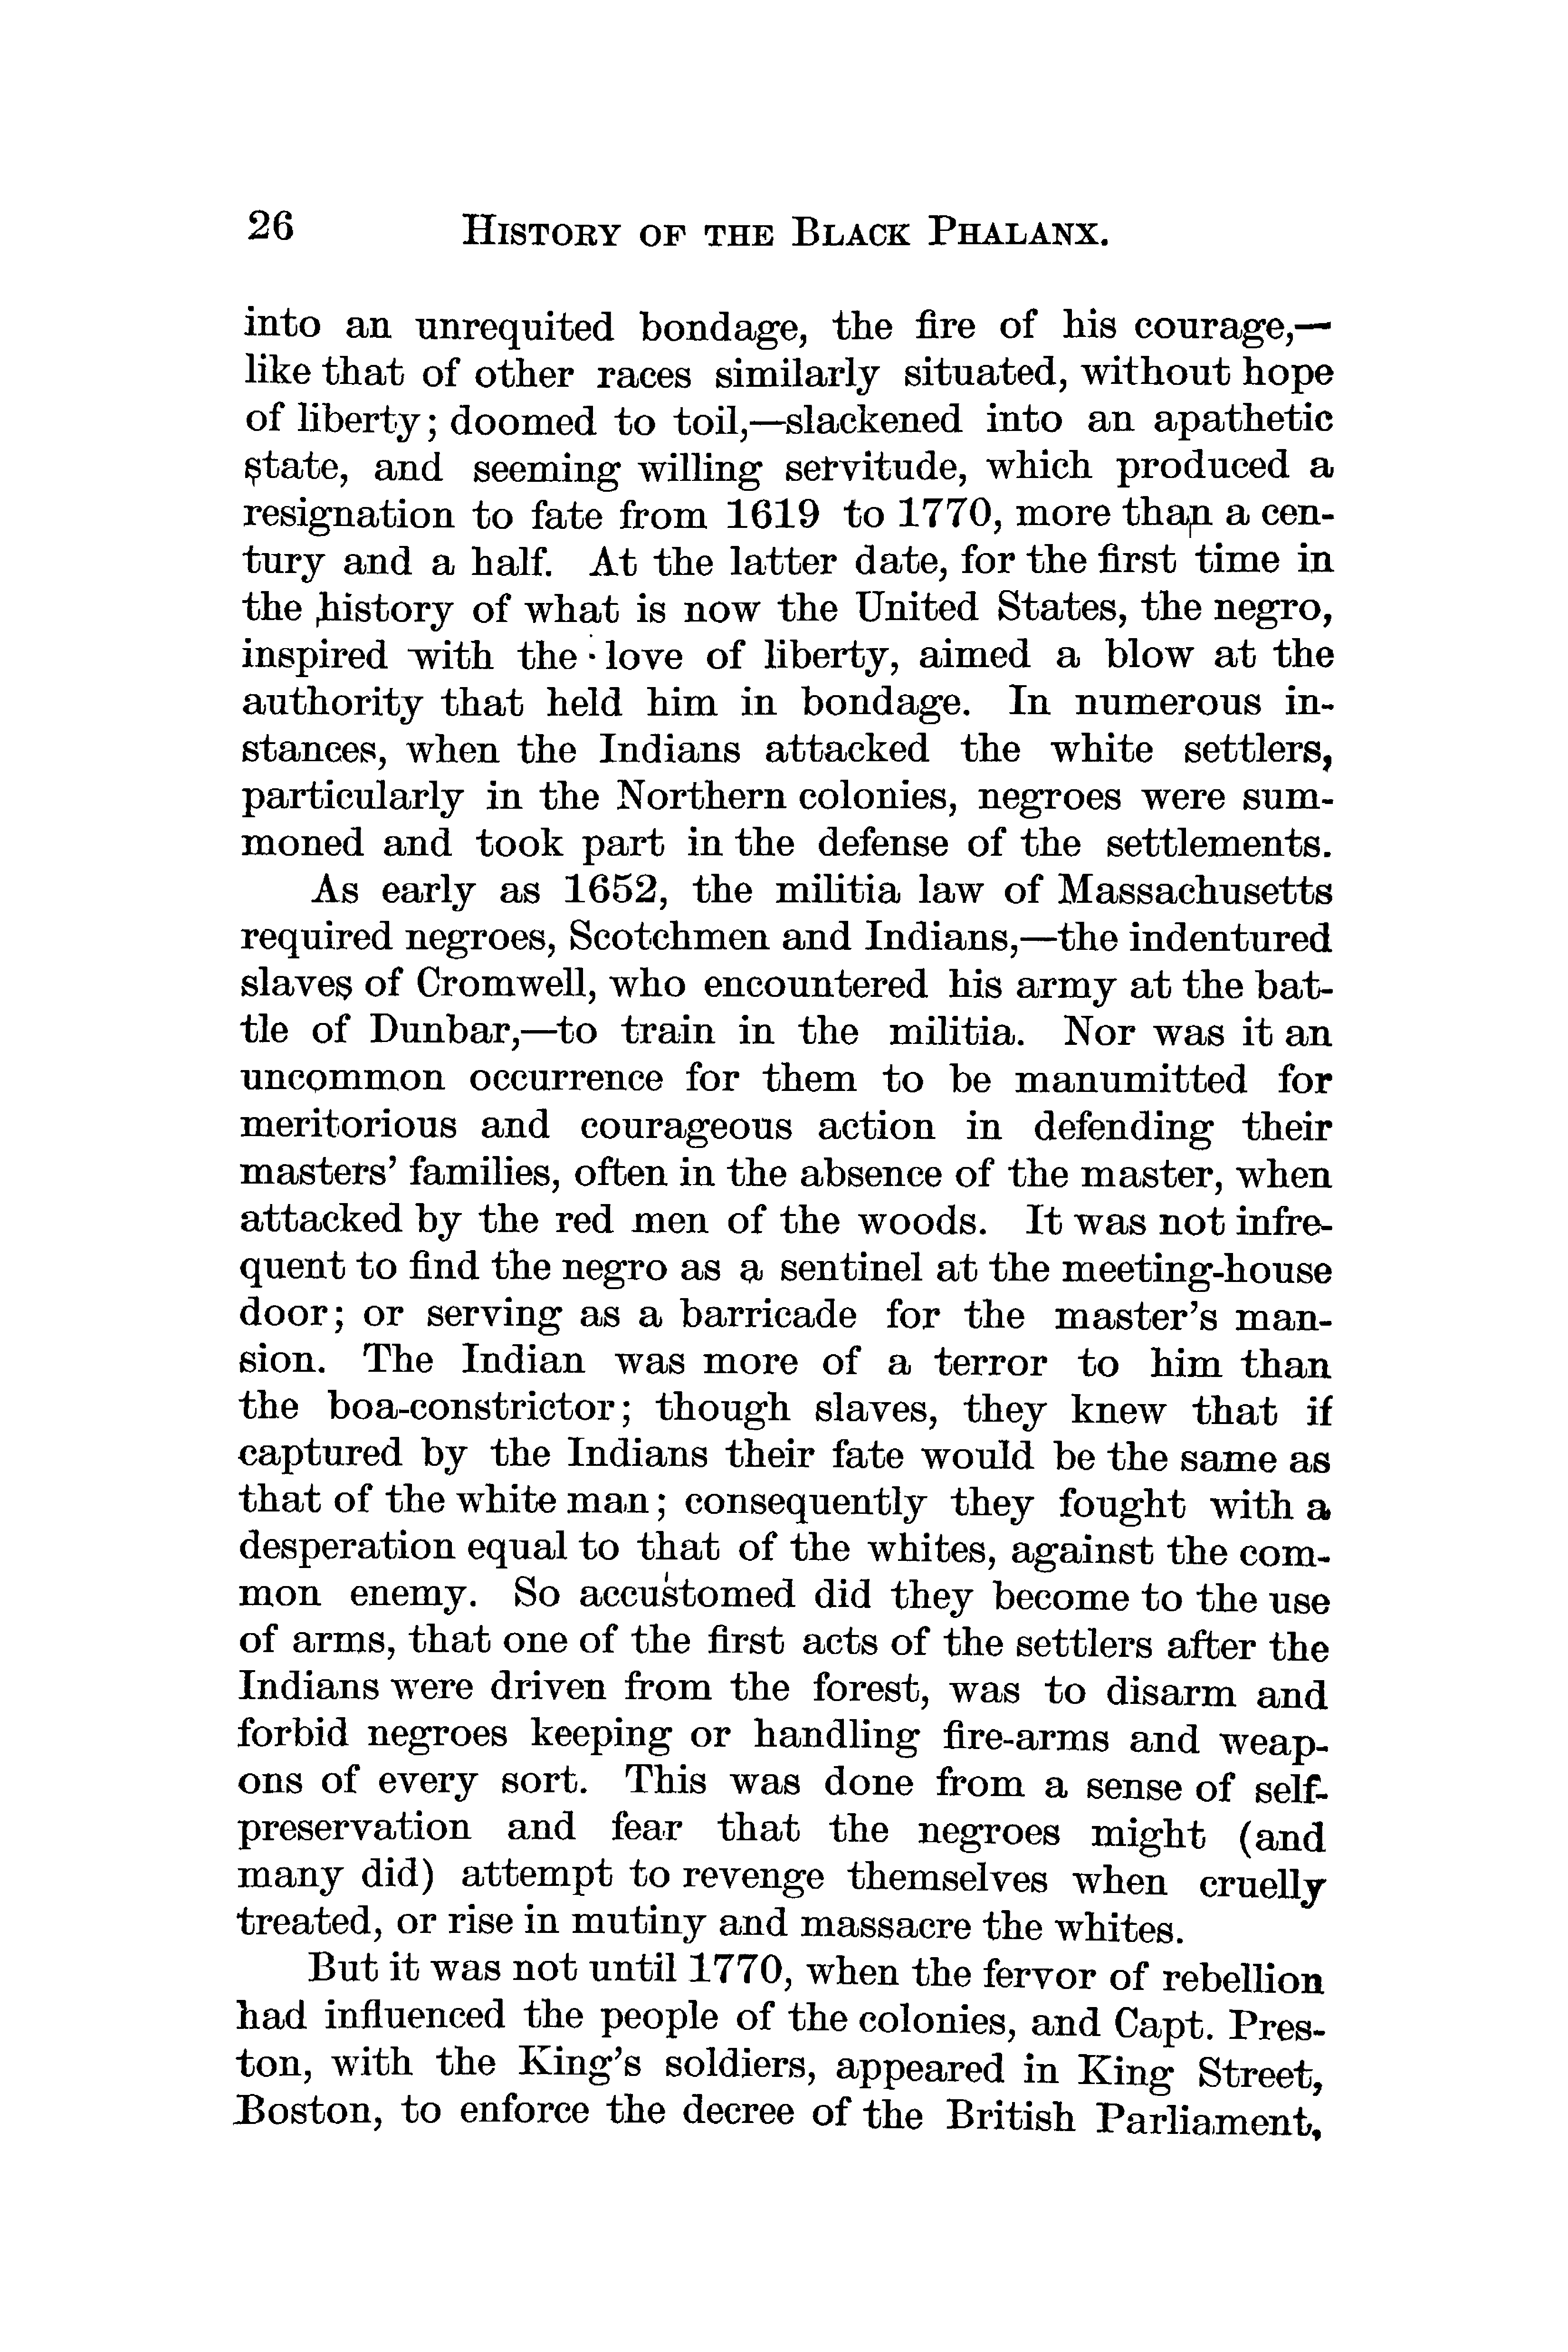 26 HISTORY OF THE BLACK PHALANX.
into an unrequited bondage, the fire of his courage,—
like that of other races similarly situated, without hope
of liberty; doomed to toil,—slackened into an apathetic
state, and seeming willing servitude, which produced a
resignation to fate from 1619 to 1770, more than a cen-
tury and a half. At the latter date, for the first time in
the history of what is now the United States, the negro,
inspired with the love of liberty, aimed a blow at the
authority that held him in bondage. In numerous in-
stances, when the Indians attacked the white settlers,
particularly in the Northern colonies, negroes were sum-
moned and took part in the defense of the settlements.
As early as 1652, the militia law of Massachusetts
required negroes, Scotchmen and Indians,—the indentured
slaves of Cromwell, who encountered his army at the bat-
tle of Dunbar,—to train in the militia. Nor was it an
uncommon occurrence for them to be manumitted for
meritorious and courageous action in defending their
masters' families, often in the absence of the master, when
attacked by the red men of the woods. It was not infre-
quent to find the negro as a sentinel at the meeting-house
door; or serving as a barricade for the master's man-
sion. The Indian was more of a terror to him than
the boa-constrictor; though slaves, they knew that if
captured by the Indians their fate would be the same as
that of the white man; consequently they fought with a
desperation equal to that of the whites, against the com-
mon enemy. So accustomed did they become to the use
of arms, that one of the first acts of the settlers after the
Indians were driven from the forest, was to disarm and
forbid negroes keeping or handling fire-arms and weap-
ons of every sort. This was done from a sense of self-
preservation and fear that the negroes might (and
many did) attempt to revenge themselves when cruelly
treated, or rise in mutiny and massacre the whites.
But it was not until 1770, when the fervor of rebellion
had influenced the people of the colonies, and Capt. Pres-
ton, with the King's soldiers, appeared in King Street,
Boston, to enforce the decree of the British Parliament,